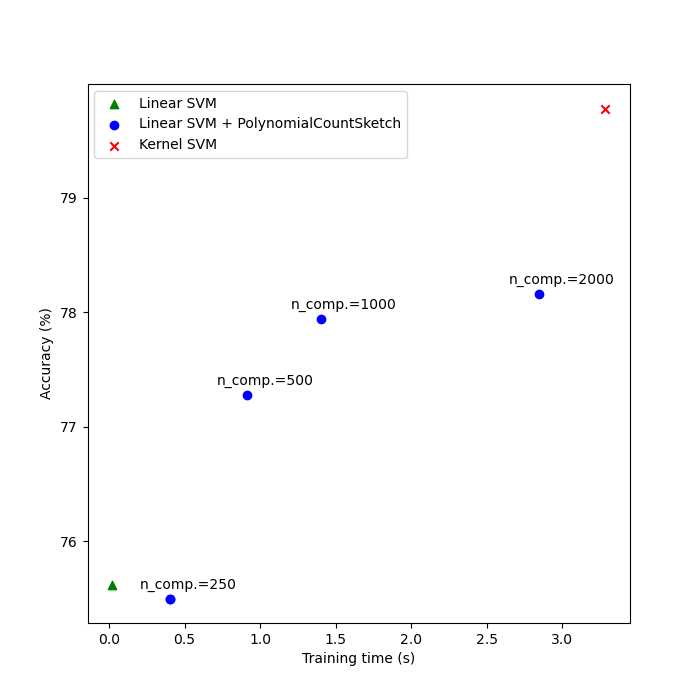 Linear SVM
Linear SVM + PolynomialCountSketch
Kernel SVM
79
n_comp.=2000
n_comp.=1000
78
Accuracy (%)
n_comp.=500
77
76
n_comp.=250
0.0 0.5 1.0 1.5 2.0 2.5 3.0
Training time (s)